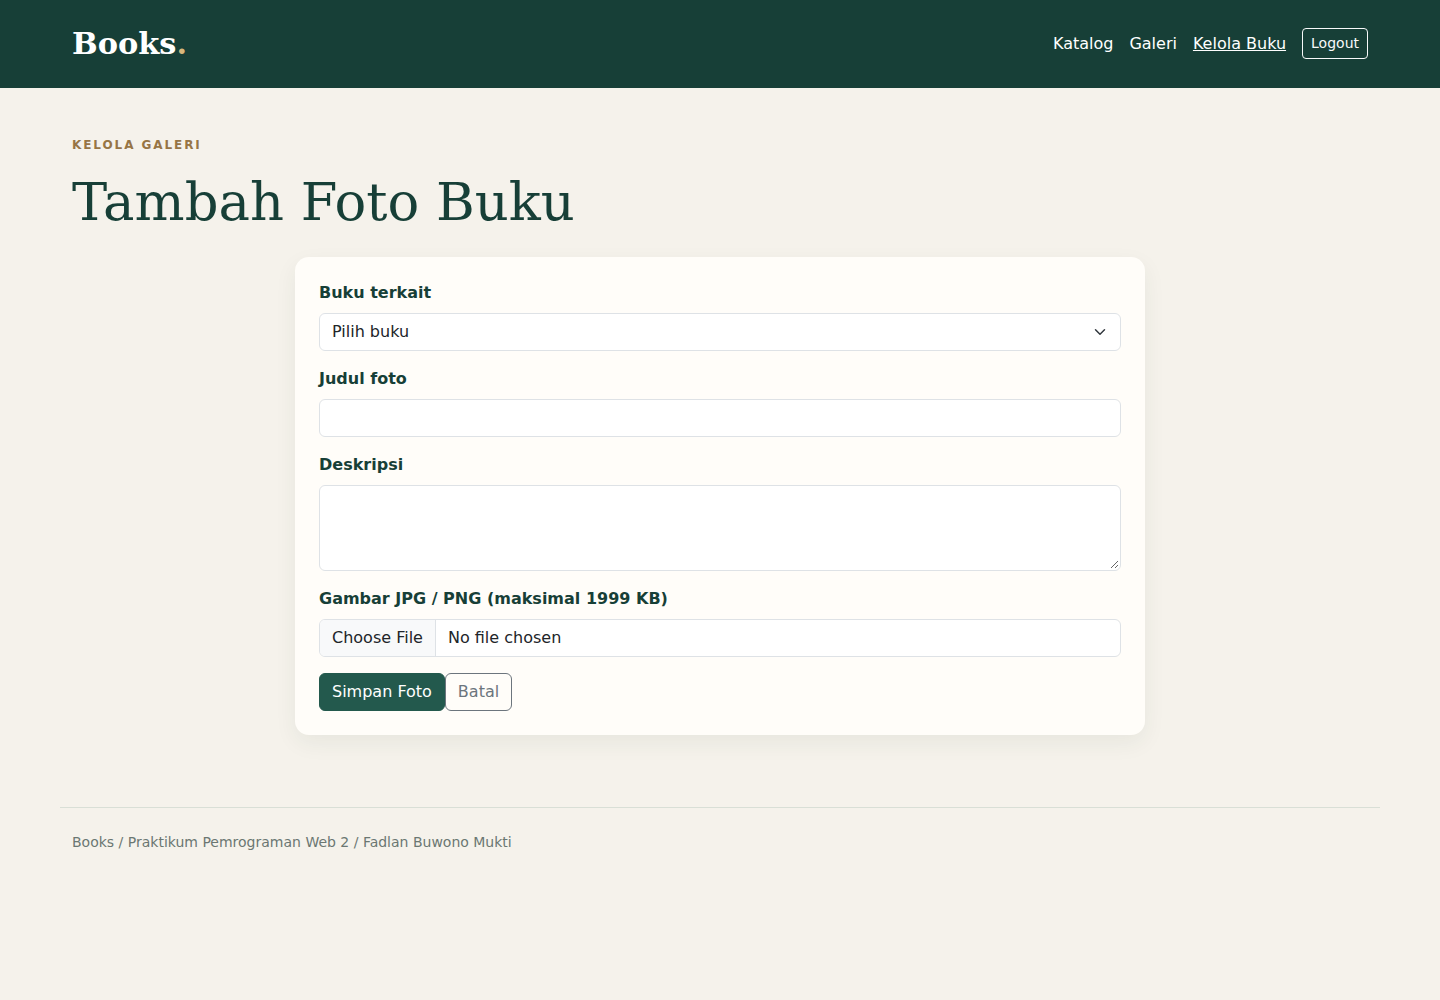 Books.
Katalog Galeri Kelola Buku Logout
KELOLA GALERI
Tambah Foto Buku
Buku terkait
Pilih buku
Judul foto
Deskripsi
Gambar JPG / PNG (maksimal 1999 KB)
Choose File No file chosen
Simpan Foto Batal
Books / Praktikum Pemrograman Web 2 / Fadlan Buwono Mukti